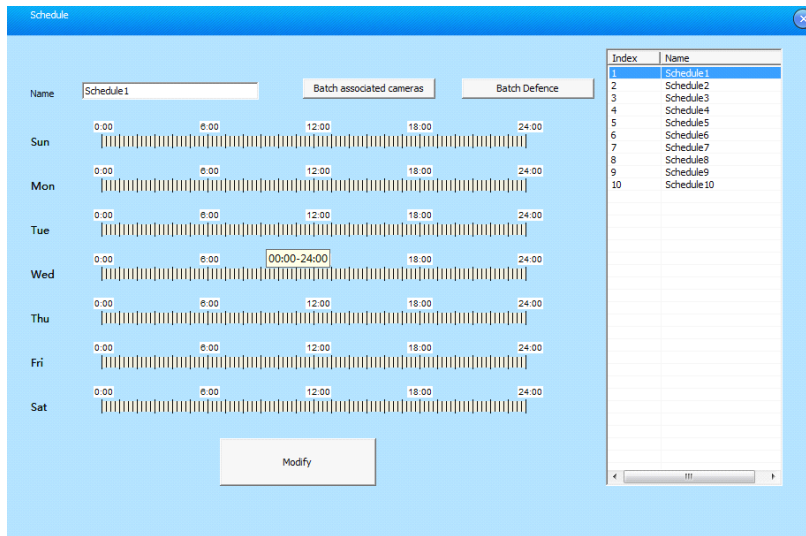 Schedule
Name Schedule1 Batch associated cameras Batch Defence
0:00 6:00 12:00 18:00 24:00
Sun
0:00 6:00 12:00 18:00 24:00
Mon
0:00 6:00 12:00 18:00 24:00
Tue
0:00 6:00 00:00-24:00 18:00 24:00
Wed
0:00 6:00 12:00 18:00 24:00
Thu
0:00 6:00 12:00 18:00 24:00
Fri
0:00 6:00 12:00 18:00 24:00
Sat
Modify
Index Name
1 Schedule1
2 Schedule2
3 Schedule3
4 Schedule4
5 Schedule5
6 Schedule6
7 Schedule7
8 Schedule8
9 Schedule9
10 Schedule10